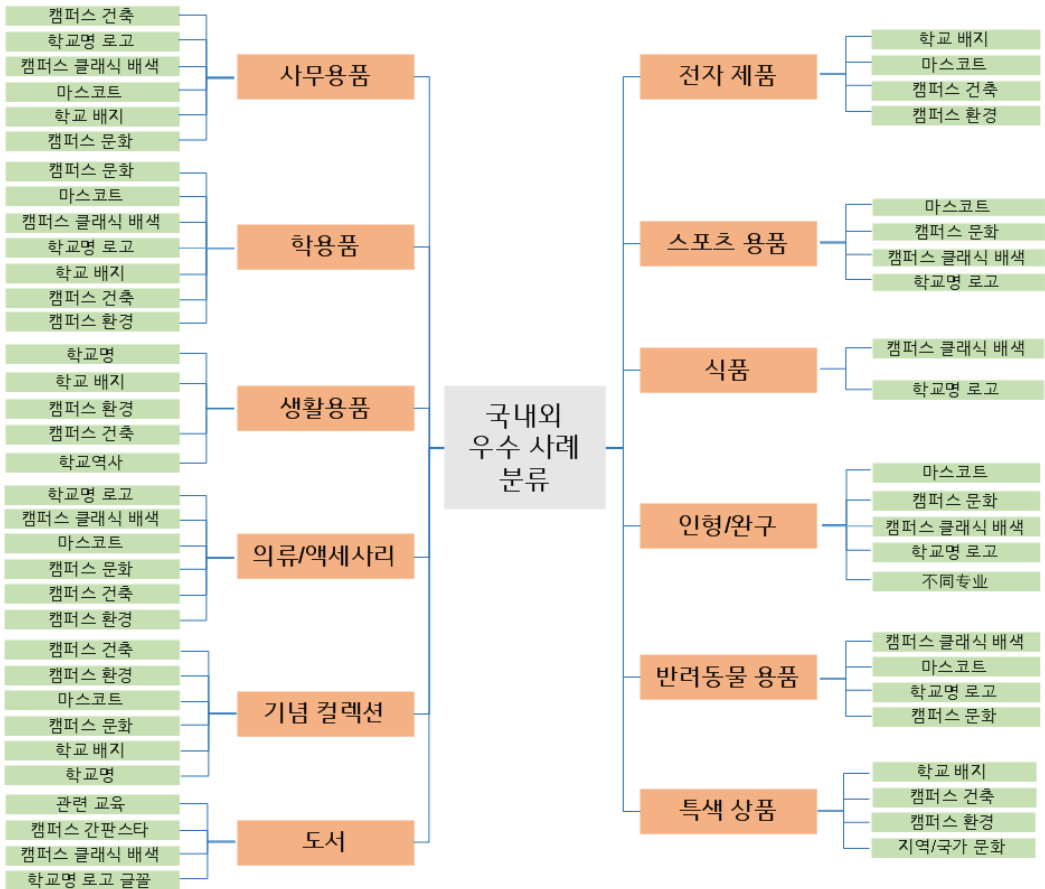 캠퍼스 건축
학교명 로고
캠퍼스 클래식 배색
마스코트
학교 배지
캠퍼스 문화
사무용품
캠퍼스 문화
마스코트
캠퍼스 클래식 배색
학교명 로고
학교 배지
캠퍼스 건축
캠퍼스 환경
학용품
학교명
학교 배지
캠퍼스 환경
캠퍼스 건축
학교역사
생활용품
학교명 로고
캠퍼스 클래식 배색
마스코트
캠퍼스 문화
캠퍼스 건축
캠퍼스 환경
의류/액세사리
캠퍼스 건축
캠퍼스 환경
마스코트
캠퍼스 문화
학교 배지
학교명
기념 컬렉션
관련 교육
캠퍼스 간판스타
캠퍼스 클래식 배색
학교명 로고 글꼴
도서
국내외
우수 사례
분류
전자 제품
학교 배지
마스코트
캠퍼스 건축
캠퍼스 환경
스포츠 용품
마스코트
캠퍼스 문화
캠퍼스 클래식 배색
학교명 로고
식품
캠퍼스 클래식 배색
학교명 로고
인형/완구
마스코트
캠퍼스 문화
캠퍼스 클래식 배색
학교명 로고
不同专业
반려동물 용품
캠퍼스 클래식 배색
마스코트
학교명 로고
캠퍼스 문화
특색 상품
학교 배지
캠퍼스 건축
캠퍼스 환경
지역/국가 문화